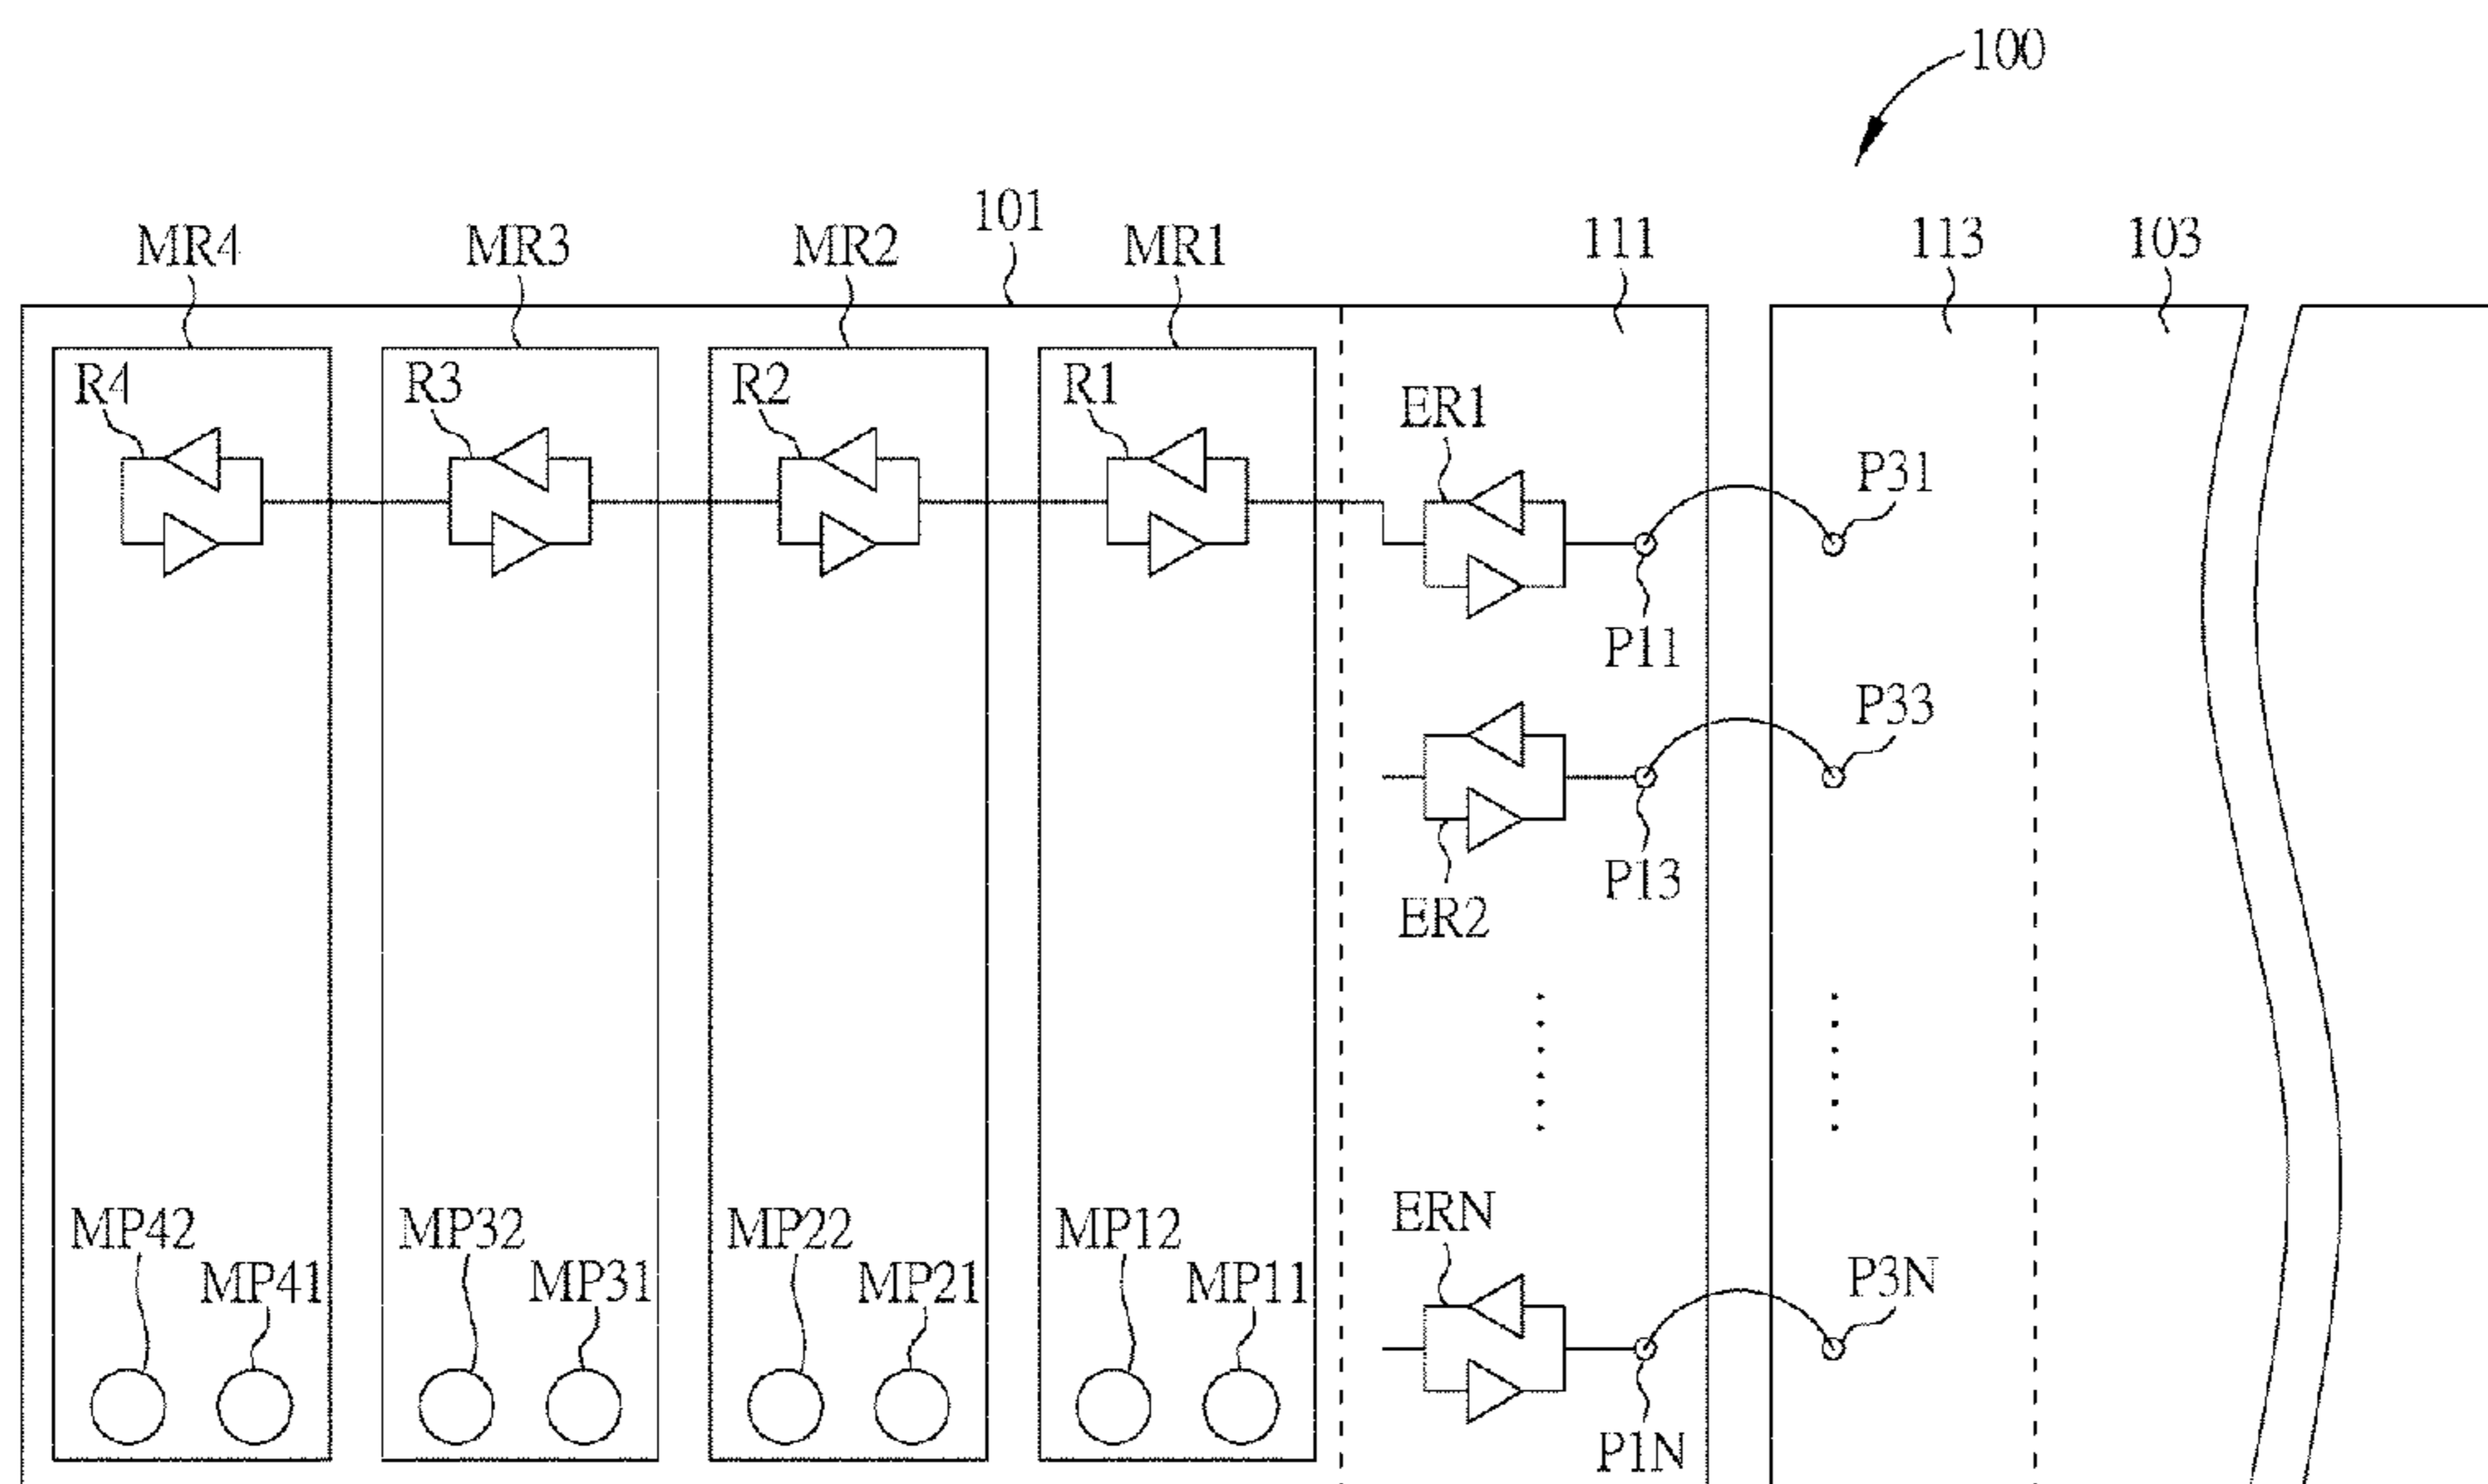 100
101
MR4
MR3
MR2
MR1
111
113
103
R4
R3
R2
R1
ER1
P31
P11
P33
P13
ER2
MP42
MP32
MP22
MP12
ERN
MP41
MP31
MP21
MP11
P3N
P1N